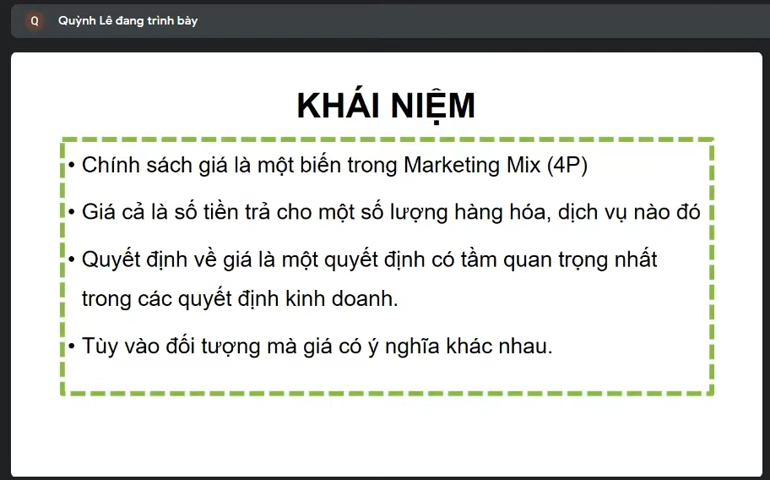 Q Quỳnh Lê đang trình bày
KHÁI NIỆM
• Chính sách giá là một biến trong Marketing Mix (4P)
• Giá cả là số tiền trả cho một số lượng hàng hóa, dịch vụ nào đó
• Quyết định về giá là một quyết định có tầm quan trọng nhất
trong các quyết định kinh doanh.
• Tùy vào đối tượng mà giá có ý nghĩa khác nhau.